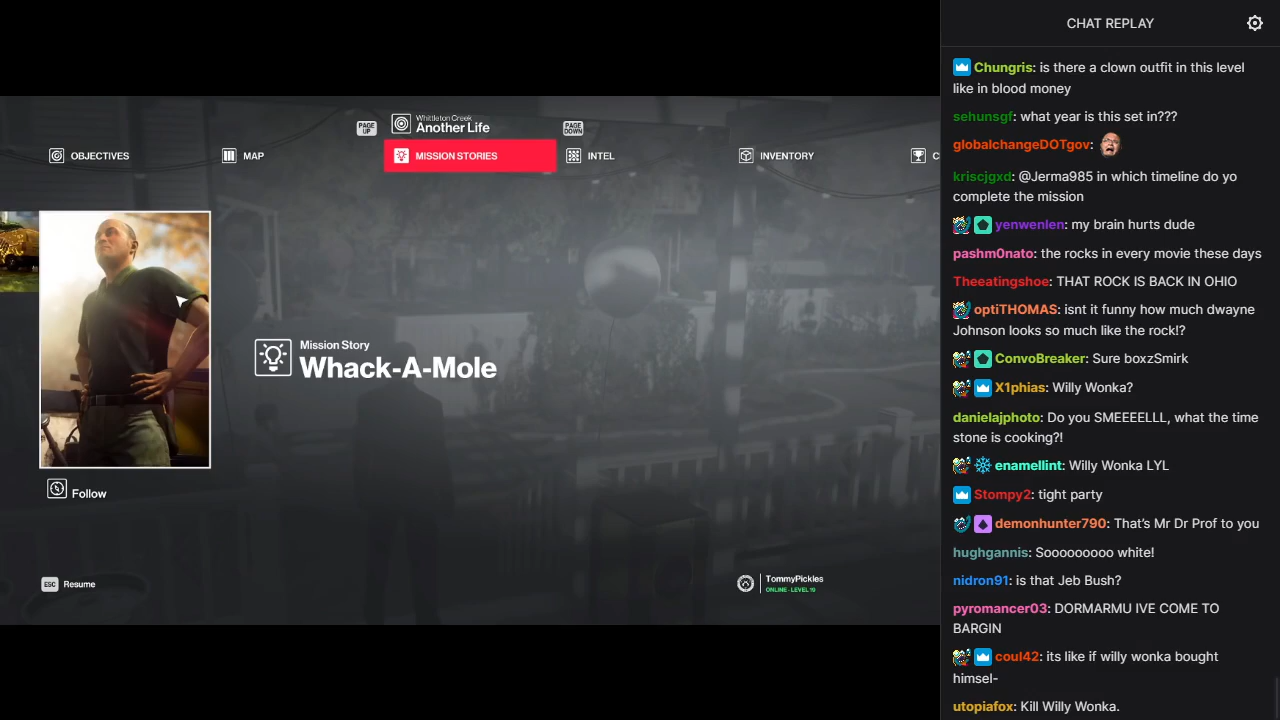 PAGE UP
Whittleton Creek
Another Life
PAGE DOWN
OBJECTIVES
MAP
MISSION STORIES
INTEL
INVENTORY
C
Mission Story
Whack-A-Mole
Follow
ESC Resume
TommyPickles
ONLINE - LEVEL 19
CHAT REPLAY
Chungris: is there a clown outfit in this level
like in blood money
sehunsgf: what year is this set in???
globalchangeDOTgov:
kriscjgxd: @Jerma985 in which timeline do yo
complete the mission
yenwenlen: my brain hurts dude
pashm0nato: the rocks in every movie these days
Theeatingshoe: THAT ROCK IS BACK IN OHIO
optiTHOMAS: isnt it funny how much dwayne
Johnson looks so much like the rock!?
ConvoBreaker: Sure boxzSmirk
X1phias: Willy Wonka?
danielajphoto: Do you SMEEEELLL, what the time
stone is cooking?!
enamellint: Willy Wonka LYL
Stompy2: tight party
demonhunter790: That's Mr Dr Prof to you
hughgannis: Sooooooooo white!
nidron91: is that Jeb Bush?
pyromancer03: DORMARMU IVE COME TO
BARGIN
coul42: its like if willy wonka bought
himsel-
utopiafox: Kill Willy Wonka.